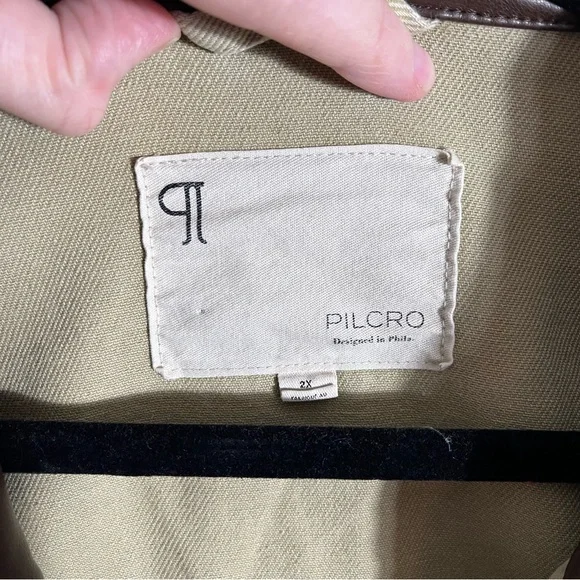 ¶
PILCRO
Designed in Phila.
2X